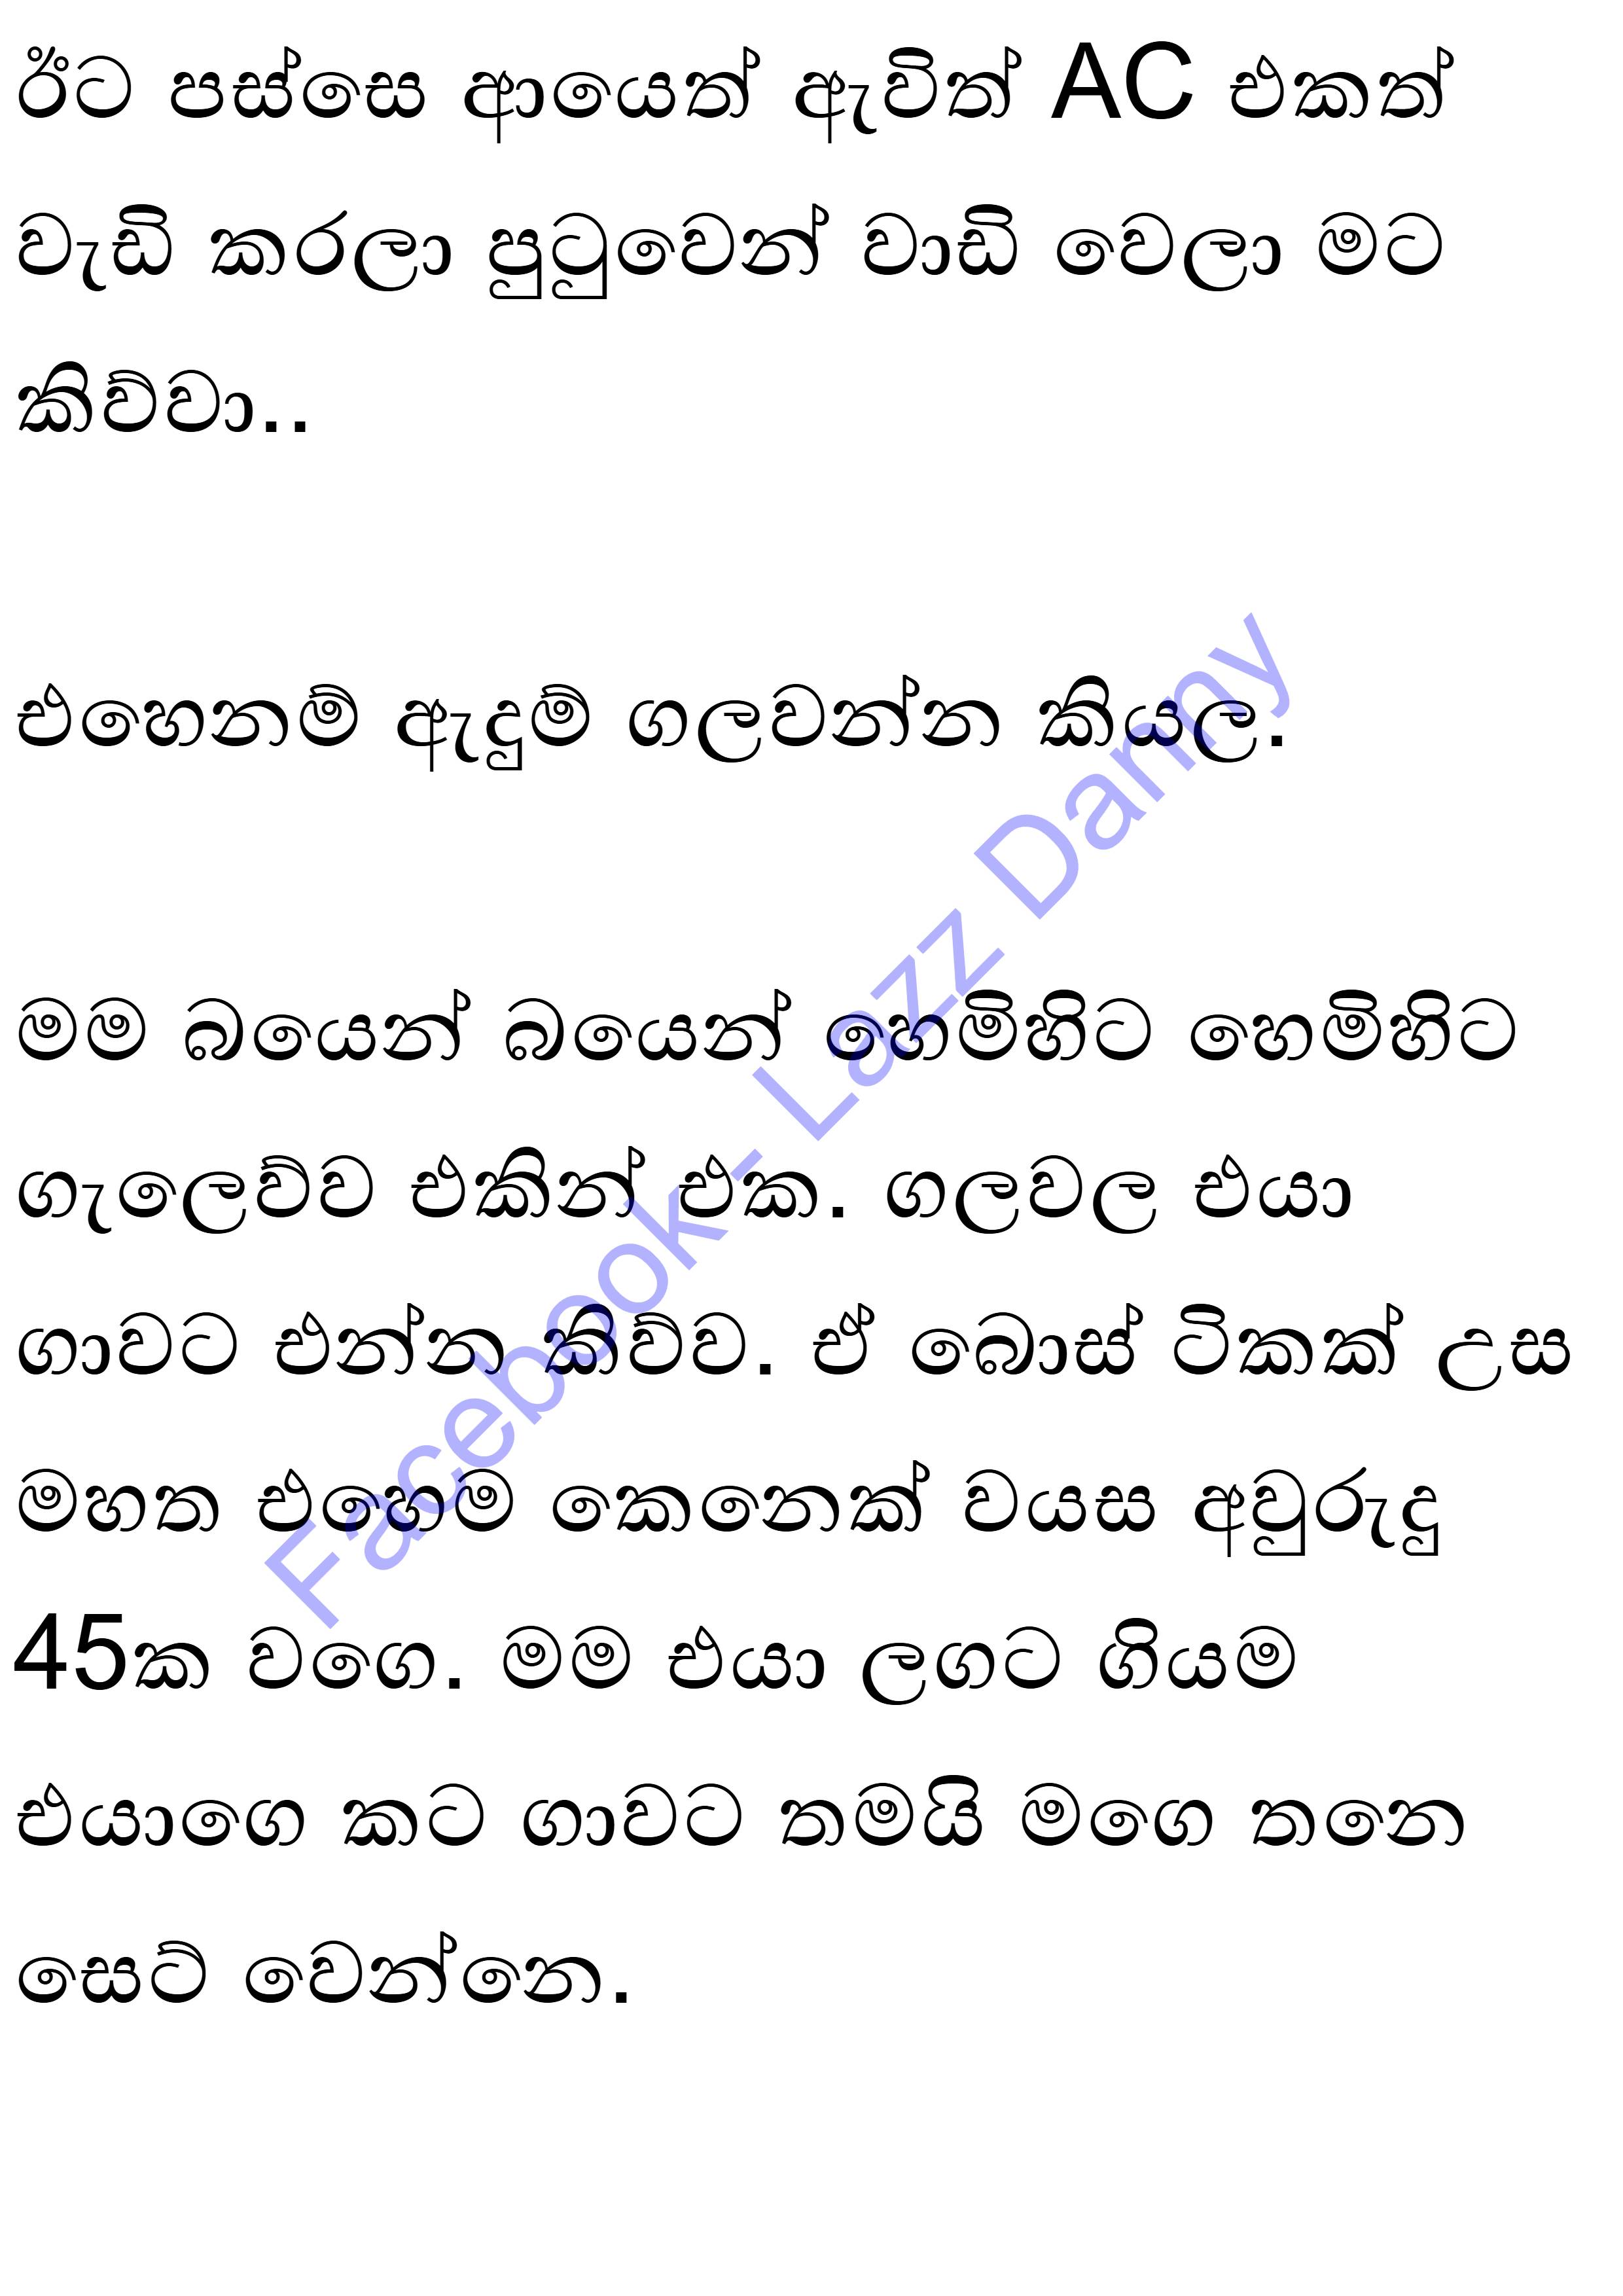 ඊට පස්සෙ ආයෙත් ඇවිත් AC එකත්
වැඩි කරලා පුටුවෙන් වාඩි වෙලා මට
කිව්වා..
එහෙනම් ඇඳුම් ගලවන්න කියල.
මම බයෙන් බයෙන් හෙමිහිට හෙමිහිට
ගැලෙව්ව එකින් එක. ගලවල එයා
ගාවට එන්න කිව්ව. ඒ බොස් ටිකක් උස
මහත එහෙම කෙනෙක් වයස අවුරුදු
45ක වගෙ. මම එයා ලගට ගියම
එයාගෙ කට ගාවට තමයි මගෙ තනෙ
සෙට් වෙන්නෙ.
Facebook - Lazz Danny